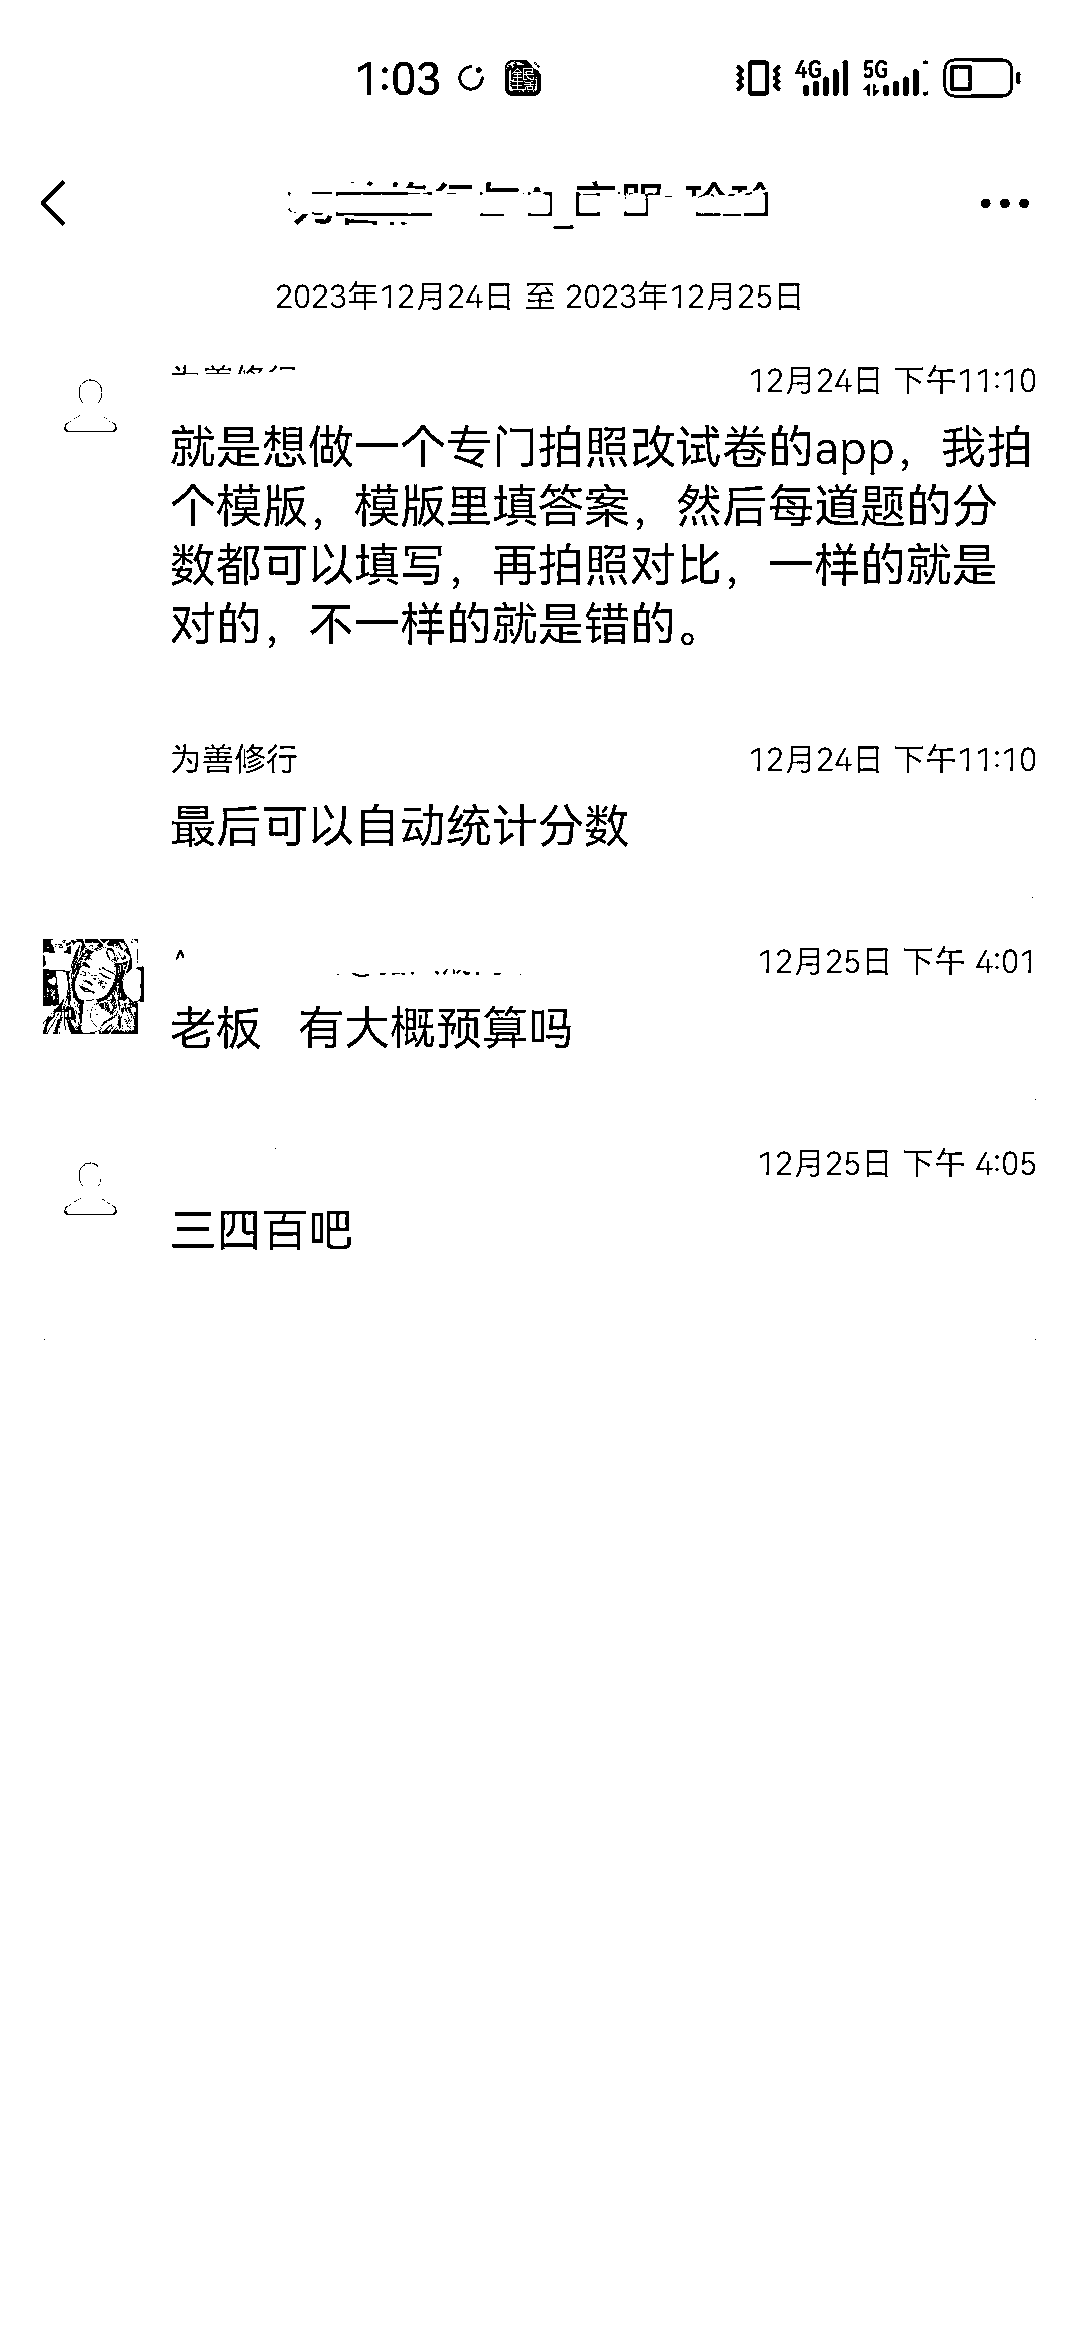 1:03
4G 5G
2023年12月24日 至 2023年12月25日
12月24日 下午11:10
就是想做一个专门拍照改试卷的app，我拍
个模版，模版里填答案，然后每道题的分
数都可以填写，再拍照对比，一样的就是
对的，不一样的就是错的。
为善修行 12月24日 下午11:10
最后可以自动统计分数
12月25日 下午 4:01
老板 有大概预算吗
12月25日 下午 4:05
三四百吧